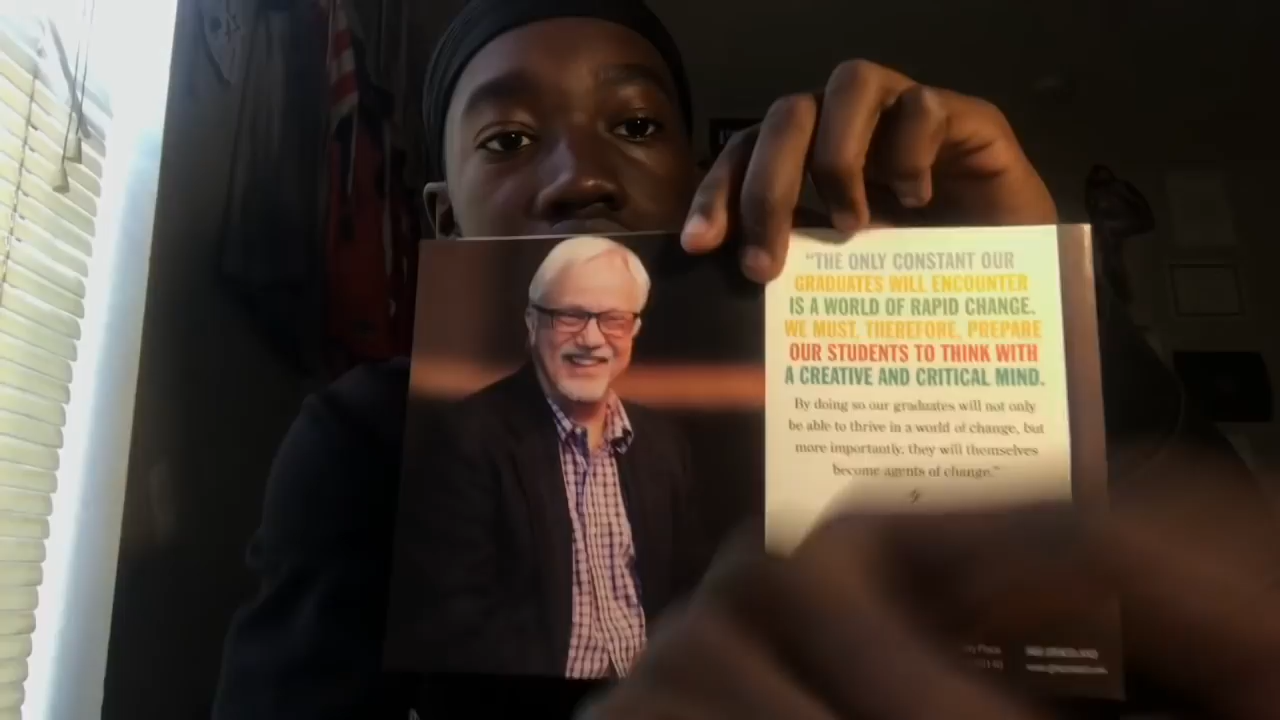 "THE ONLY CONSTANT OUR
GRADUATES WILL ENCOUNTER
IS A WORLD OF RAPID CHANGE.
WE MUST, THEREFORE, PREPARE
OUR STUDENTS TO THINK WITH
A CREATIVE AND CRITICAL MIND.
By doing so our graduates will not only
be able to thrive in a world of change, but
more importantly, they will themselves
become agents of change."